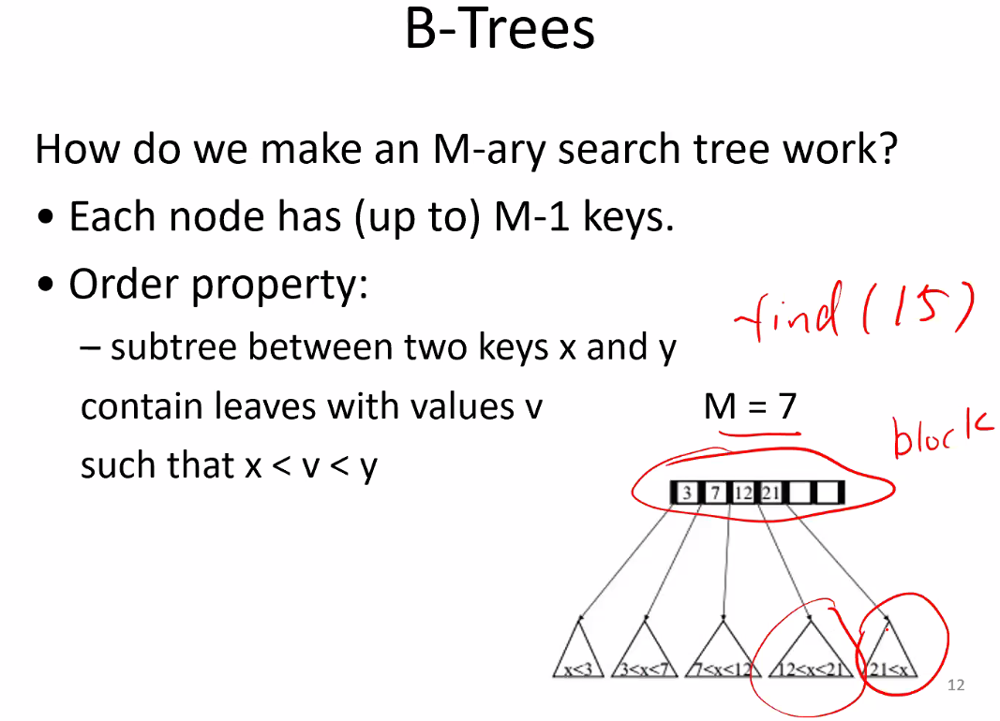 B-Trees
How do we make an M-ary search tree work?
• Each node has (up to) M-1 keys.
• Order property:
find(15)
– subtree between two keys x and y
contain leaves with values v
M = 7
block
such that x < v < y
3 7 12 21
x<3 3<x<7 7<x<12 12<x<21 21<x
12